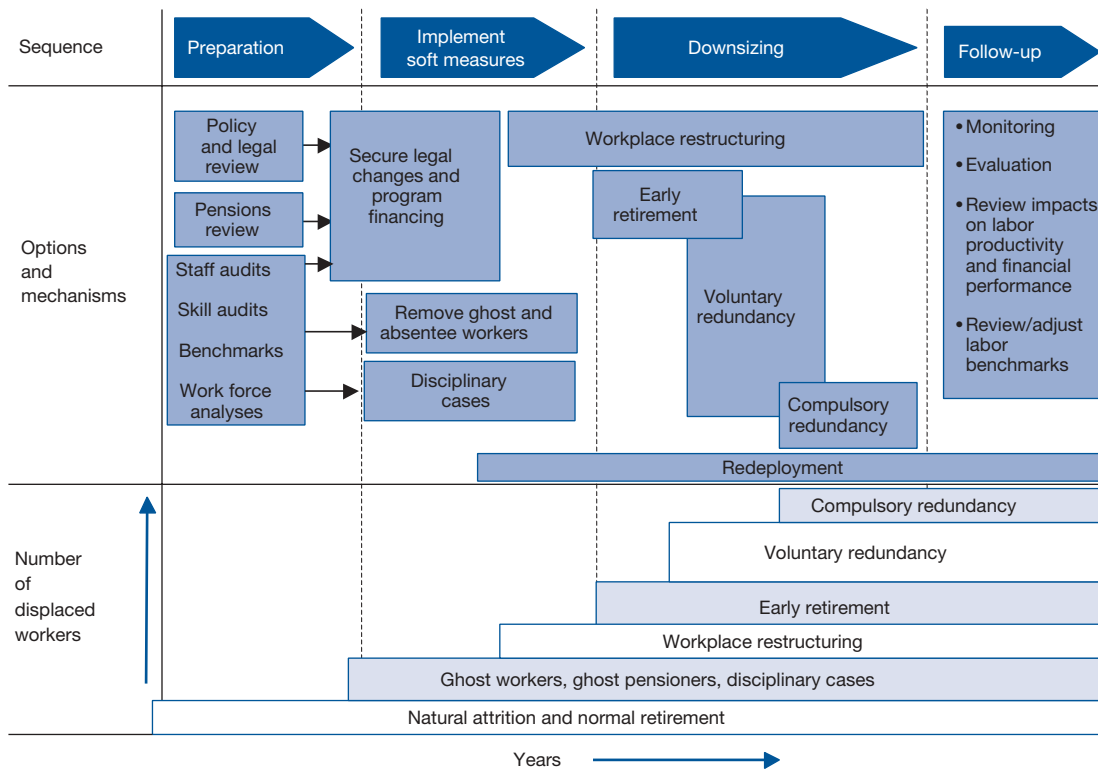 Sequence
Preparation
Implement
soft measures
Downsizing
Follow-up
Options
and
mechanisms
Policy
and legal
review
Pensions
review
Staff audits
Skill audits
Benchmarks
Work force
analyses
Secure legal
changes and
program
financing
Remove ghost and
absentee workers
Disciplinary
cases
Workplace restructuring
Early
retirement
Voluntary
redundancy
Compulsory
redundancy
• Monitoring
• Evaluation
• Review impacts
on labor
productivity
and financial
performance
• Review/adjust
labor
benchmarks
Redeployment
Number
of
displaced
workers
Compulsory redundancy
Voluntary redundancy
Early retirement
Workplace restructuring
Ghost workers, ghost pensioners, disciplinary cases
Natural attrition and normal retirement
Years